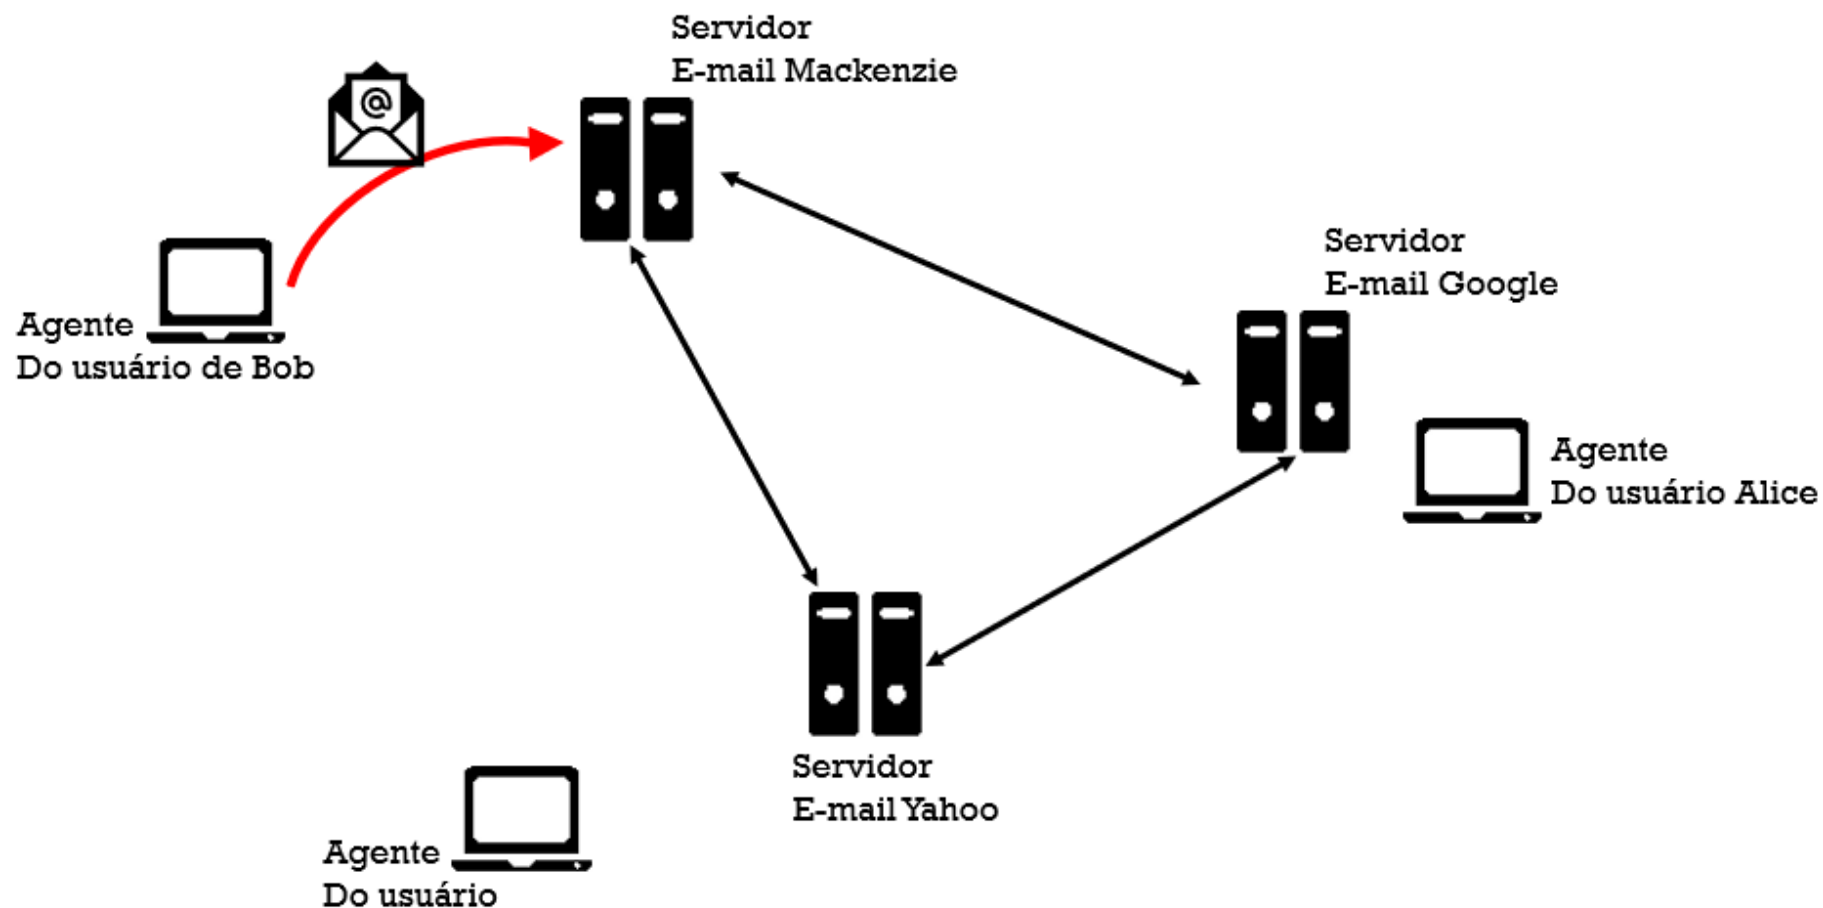 Servidor
E-mail Mackenzie
@
Servidor
E-mail Google
Agente
Do usuário de Bob
Agente
Do usuário Alice
Servidor
E-mail Yahoo
Agente
Do usuário